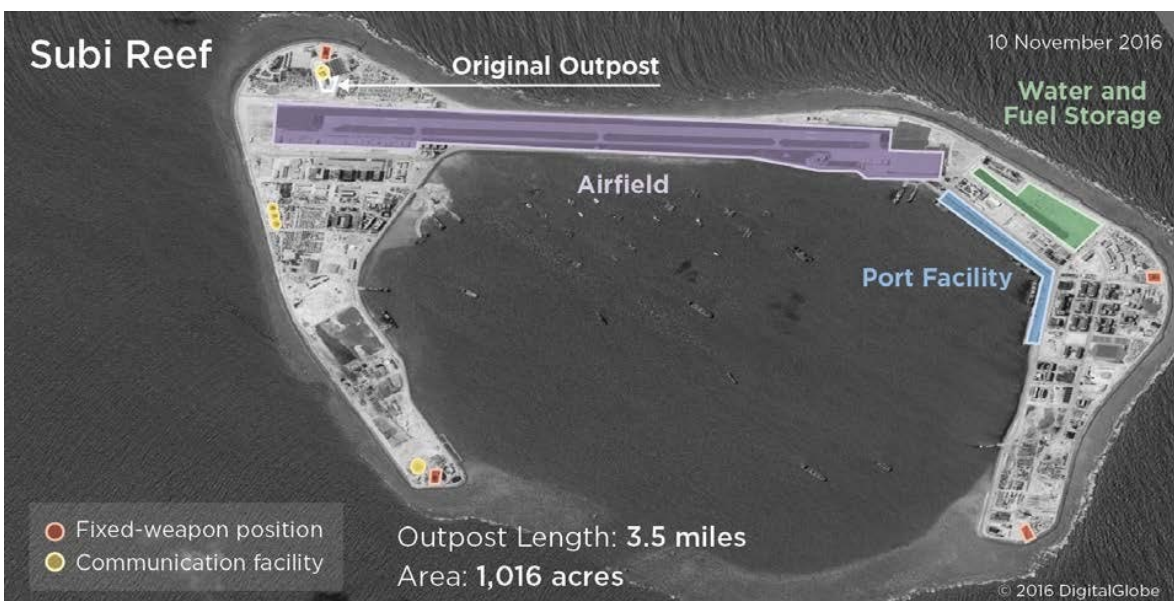 Subi Reef
10 November 2016
Original Outpost
Water and
Fuel Storage
Airfield
Port Facility
Fixed-weapon position
Communication facility
Outpost Length: 3.5 miles
Area: 1,016 acres
© 2016 DigitalGlobe